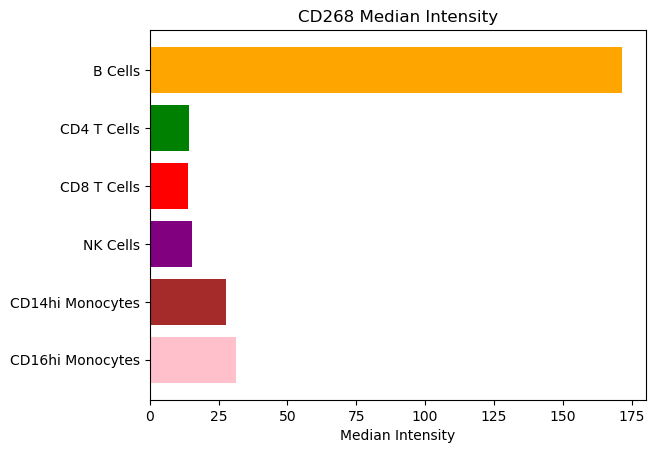 CD268 Median Intensity
B Cells
CD4 T Cells
CD8 T Cells
NK Cells
CD14hi Monocytes
CD16hi Monocytes
0 25 50 75 100 125 150 175
Median Intensity